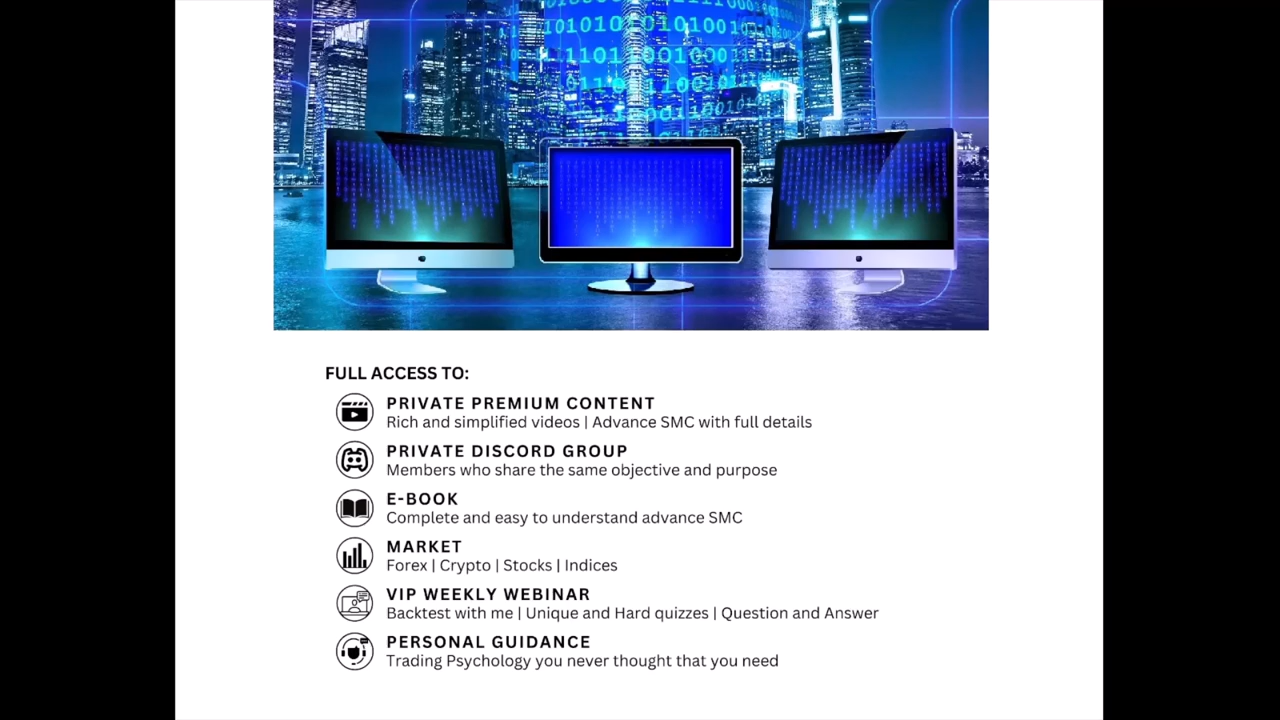 FULL ACCESS TO:
PRIVATE PREMIUM CONTENT
Rich and simplified videos | Advance SMC with full details
PRIVATE DISCORD GROUP
Members who share the same objective and purpose
E-BOOK
Complete and easy to understand advance SMC
MARKET
Forex | Crypto | Stocks | Indices
VIP WEEKLY WEBINAR
Backtest with me | Unique and Hard quizzes | Question and Answer
PERSONAL GUIDANCE
Trading Psychology you never thought that you need